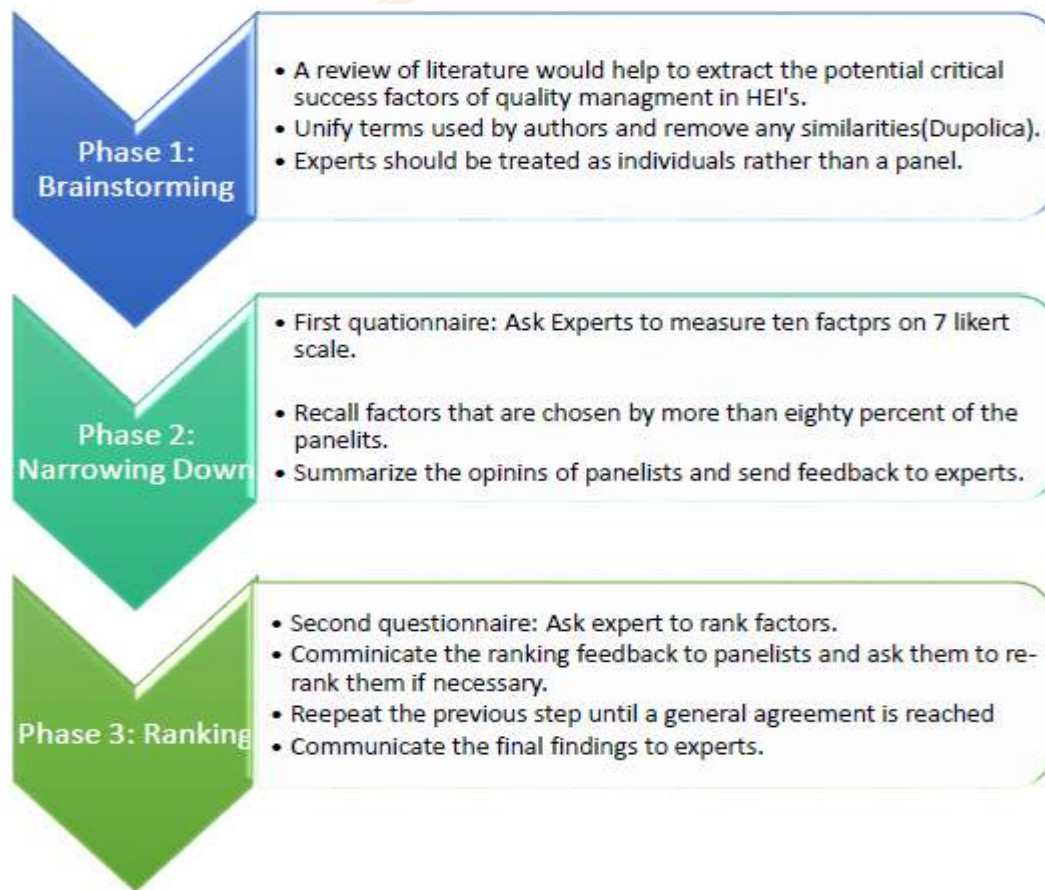 Phase 1:
Brainstorming
• A review of literature would help to extract the potential critical
success factors of quality managment in HEI's.
• Unify terms used by authors and remove any similarities(Dupolica).
• Experts should be treated as individuals rather than a panel.
Phase 2:
Narrowing Down
• First quationnaire: Ask Experts to measure ten factprs on 7 likert
scale.
• Recall factors that are chosen by more than eighty percent of the
panelits.
• Summarize the opinins of panelists and send feedback to experts.
Phase 3: Ranking
• Second questionnaire: Ask expert to rank factors.
• Comminicate the ranking feedback to panelists and ask them to re-
rank them if necessary.
• Reepeat the previous step until a general agreement is reached
• Communicate the final findings to experts.